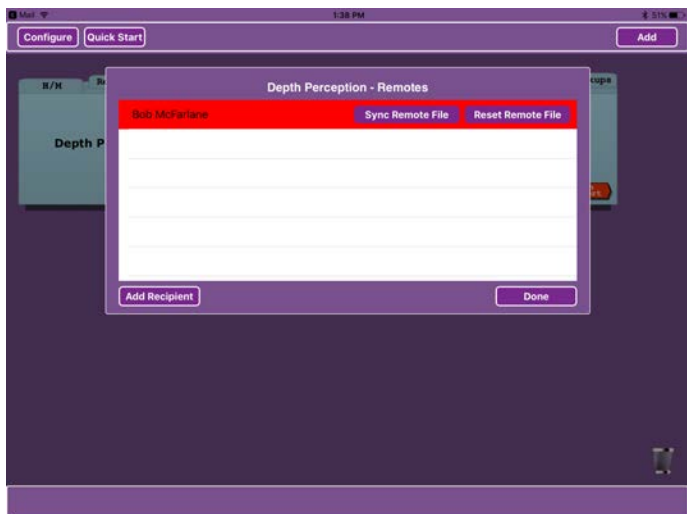 Mail 1:38 PM 51%
Configure Quick Start Add
H/M
Depth Perception - Remotes
Bob McFarlane Sync Remote File Reset Remote File
Depth P
Add Recipient Done